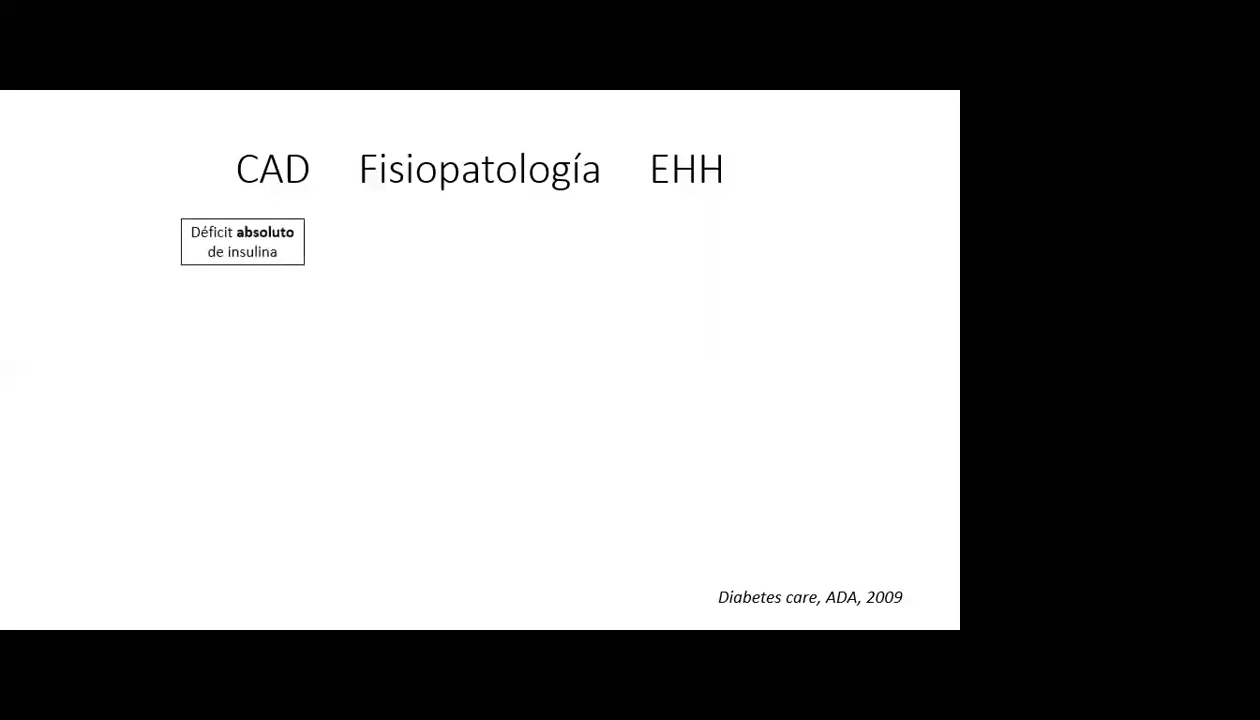 CAD Fisiopatología EHH
Déficit absoluto
de insulina
Diabetes care, ADA, 2009